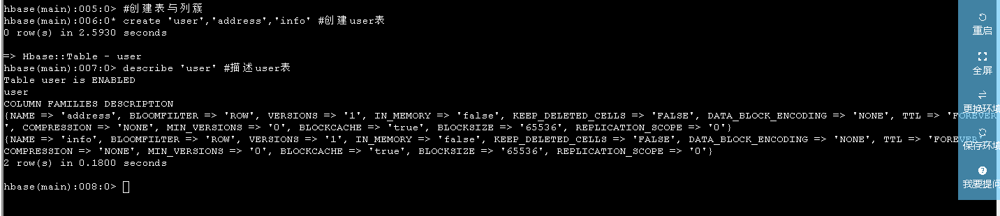 hbase(main):005:0> #创建表与列簇
hbase(main):006:0* create 'user','address','info' #创建user表
0 row(s) in 2.5930 seconds
=> Hbase::Table - user
hbase(main):007:0> describe 'user' #描述user表
Table user is ENABLED
user
COLUMN FAMILIES DESCRIPTION
{NAME => 'address', BLOOMFILTER => 'ROW', VERSIONS => '1', IN_MEMORY => 'false', KEEP_DELETED_CELLS => 'FALSE', DATA_BLOCK_ENCODING => 'NONE', TTL => 'FOREVER
', COMPRESSION => 'NONE', MIN_VERSIONS => '0', BLOCKCACHE => 'true', BLOCKSIZE => '65536', REPLICATION_SCOPE => '0'}
{NAME => 'info', BLOOMFILTER => 'ROW', VERSIONS => '1', IN_MEMORY => 'false', KEEP_DELETED_CELLS => 'FALSE', DATA_BLOCK_ENCODING => 'NONE', TTL => 'FOREVER
COMPRESSION => 'NONE', MIN_VERSIONS => '0', BLOCKCACHE => 'true', BLOCKSIZE => '65536', REPLICATION_SCOPE => '0'}
2 row(s) in 0.1800 seconds
hbase(main):008:0>
重启
全屏
更换环境
保存环境
我要提问